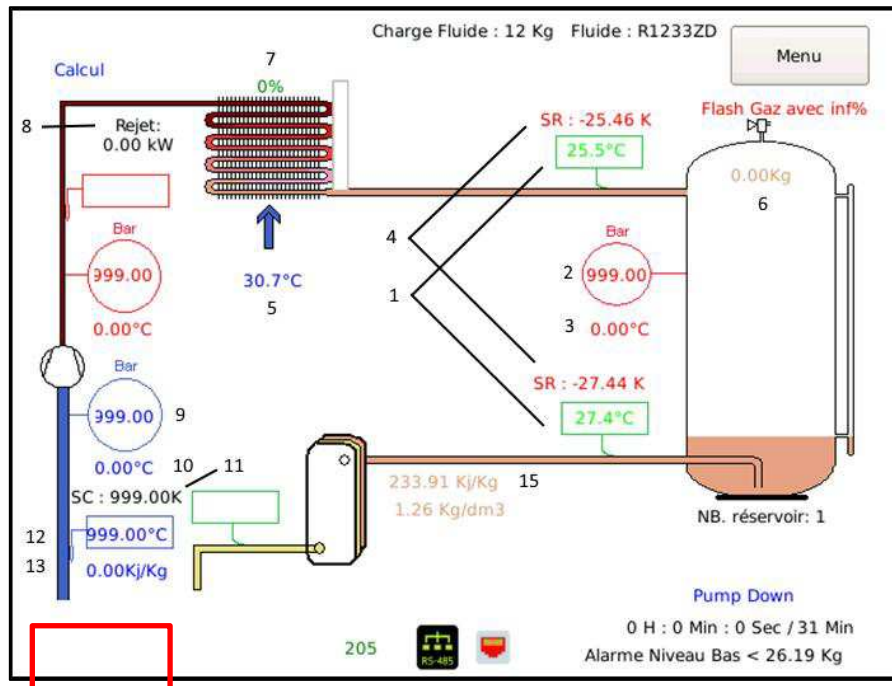 Charge Fluide : 12 Kg Fluide : R1233ZD
Menu
Calcul
7
0%
8
Rejet:
0.00 kW
SR : -25.46 K
25.5°C
Flash Gaz avec inf%
0.00Kg
6
Bar
999.00
0.00°C
30.7°C
5
4
1
Bar
2
999.00
3
0.00°C
Bar
999.00
9
0.00°C
10
11
SC : 999.00K
12
999.00°C
13
0.00Kj/Kg
SR : -27.44 K
27.4°C
233.91 Kj/Kg
15
1.26 Kg/dm3
NB. réservoir: 1
Pump Down
0 H : 0 Min : 0 Sec / 31 Min
Alarme Niveau Bas < 26.19 Kg
205
RS-485